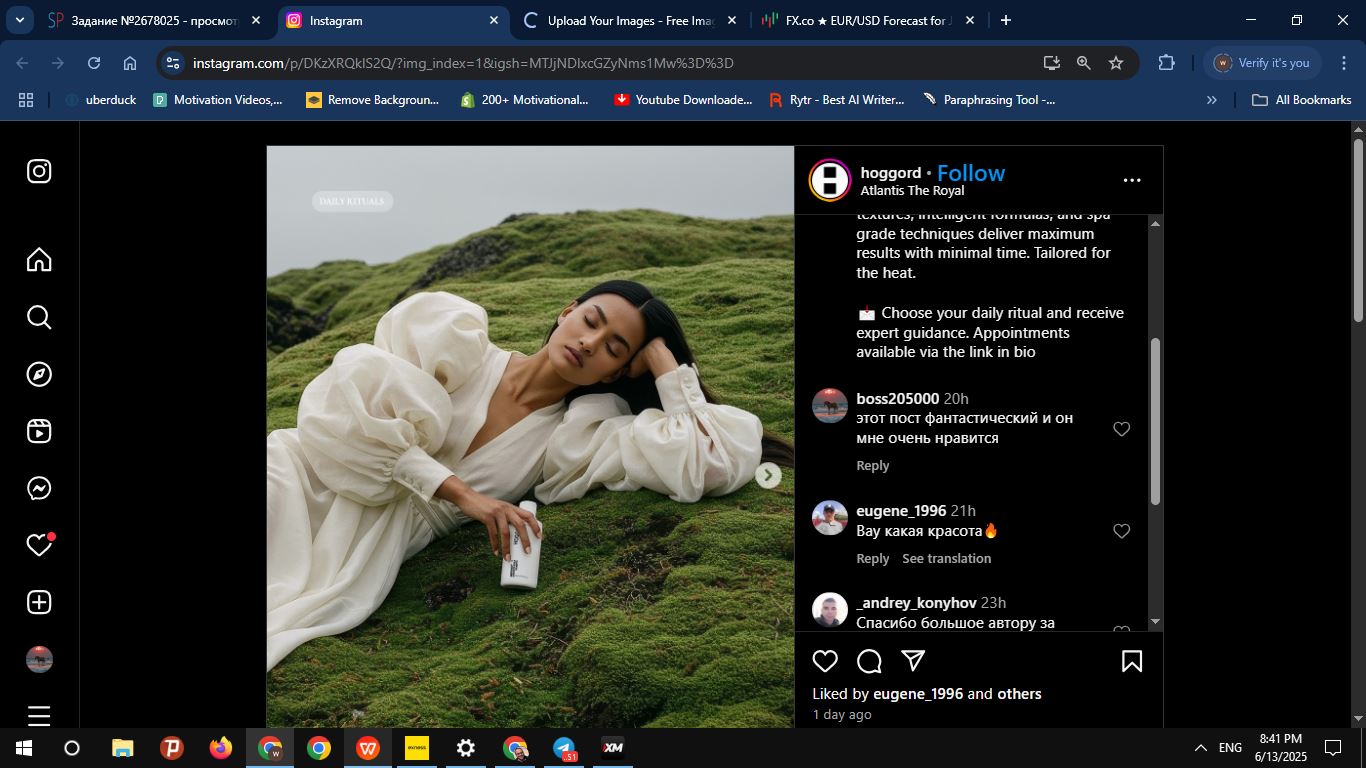 Задание №2678025 - просмот
Instagram
Upload Your Images - Free Ima
FX.co ★ EUR/USD Forecast for J
instagram.com/p/DKzXRQklS2Q/?img_index=1&igsh=MTJjNDlxcGZyNms1Mw%3D%3D
Verify it's you
uberduck
Motivation Videos,...
Remove Backgroun...
200+ Motivational...
Youtube Downloade...
Rytr - Best AI Writer...
Paraphrasing Tool -...
All Bookmarks
DAILY RITUALS
hoggord • Follow
Atlantis The Royal
textures, intelligent formulas, and spa
grade techniques deliver maximum
results with minimal time. Tailored for
the heat.
📩 Choose your daily ritual and receive
expert guidance. Appointments
available via the link in bio
boss205000 20h
этот пост фантастический и он
мне очень нравится
Reply
eugene_1996 21h
Вау какая красота🔥
Reply See translation
_andrey_konyhov 23h
Спасибо большое автору за
Liked by eugene_1996 and others
1 day ago
exness
51
XM
ENG
8:41 PM
6/13/2025